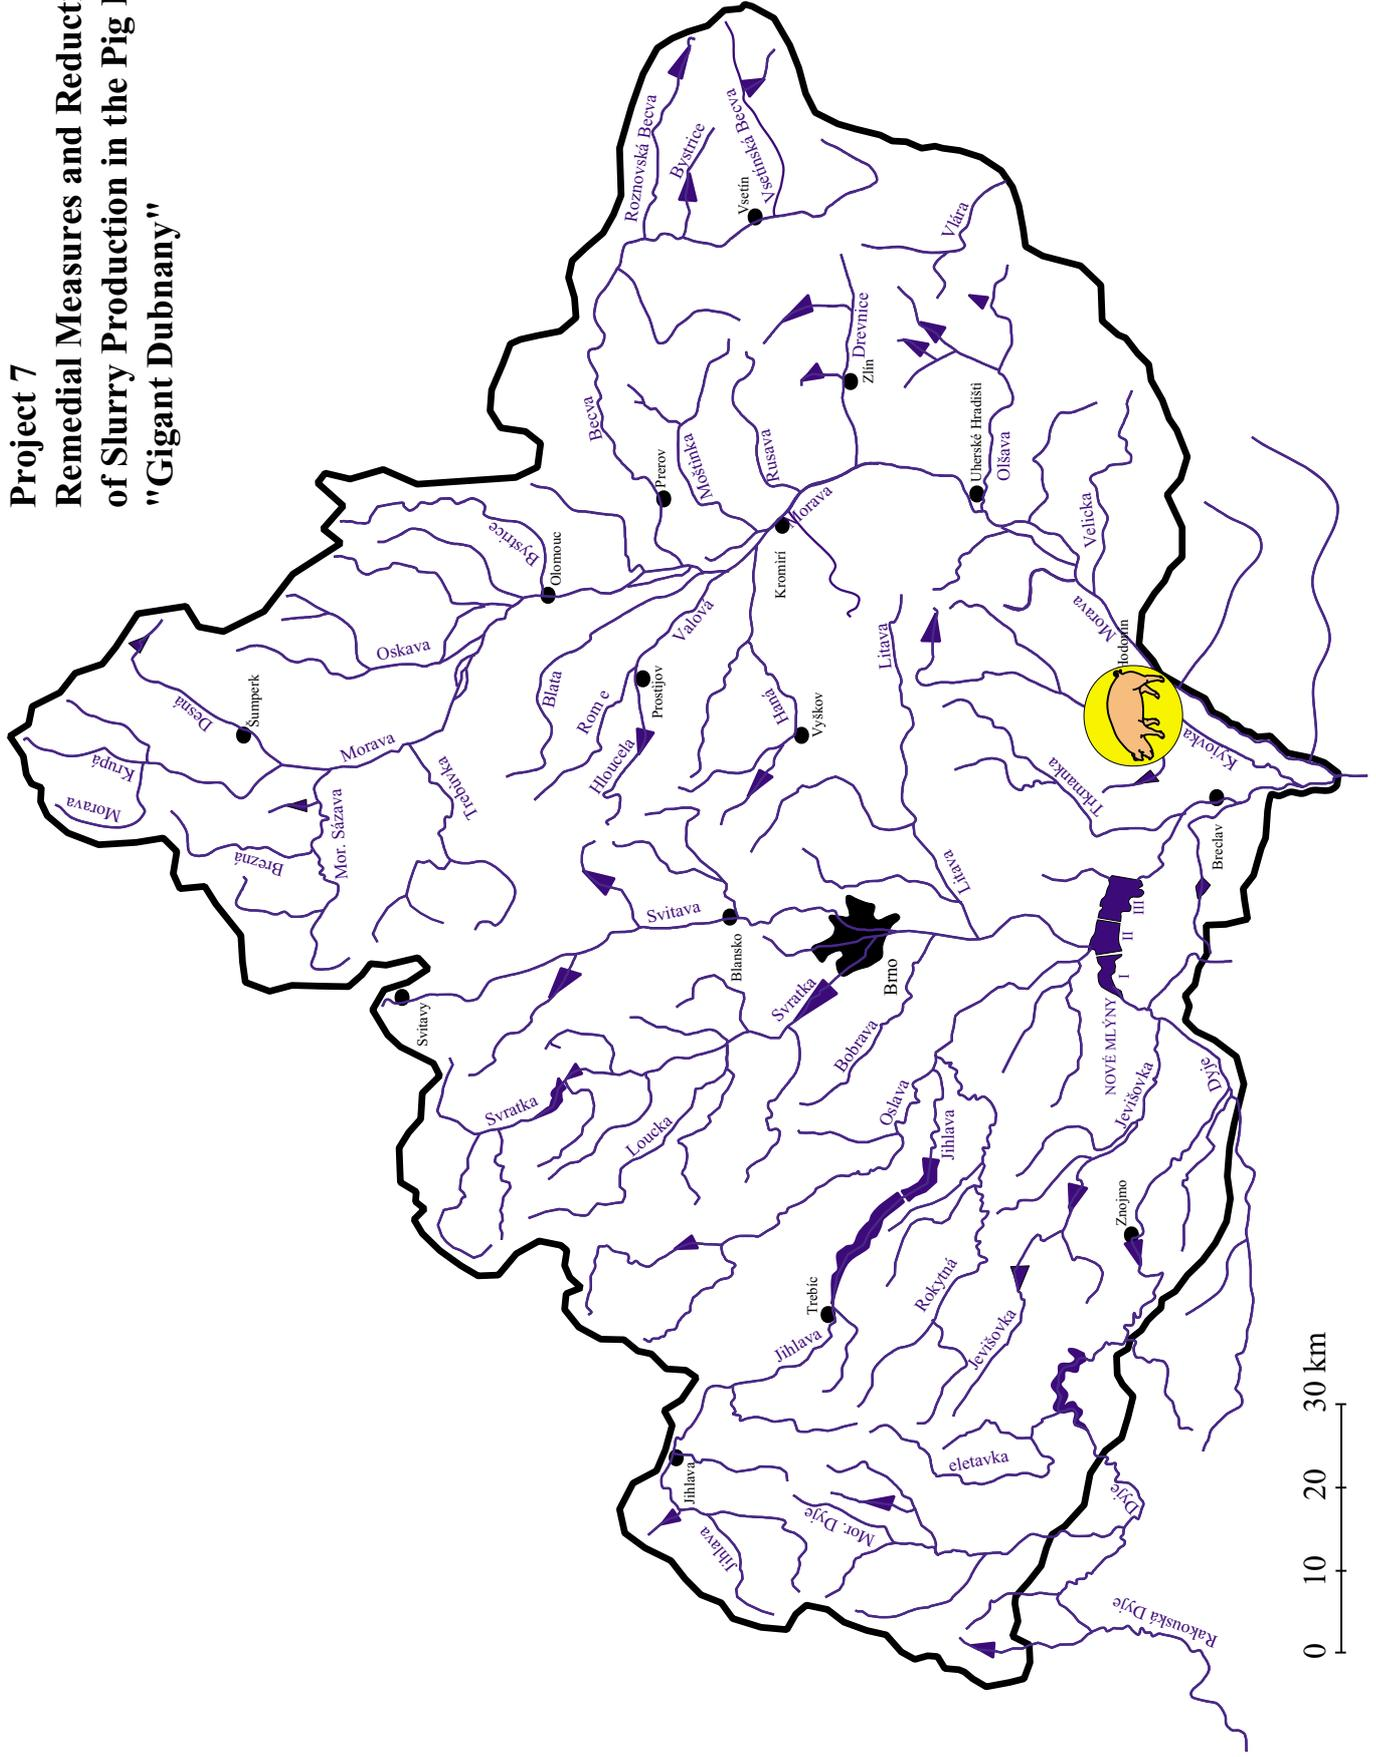 Project 7
Remedial Measures and Reduct
of Slurry Production in the Pig
"Gigant Dubnany"
Morava
Krupá
Desná
Šumperk
Brezná
Mor. Sázava
Morava
Oskava
Trebuvka
Bystrice
Olomouc
Svitavy
Blata
Rom e
Hloucela
Prostijov
Valová
Becva
Prerov
Moštinka
Roznovská Becva
Bystrice
Vsetínská Becva
Vsetín
Rusava
Morava
Kromirí
Haná
Vyškov
Svitava
Blansko
Svratka
Loucka
Svratka
Brno
Bobrava
Litava
Litava
Drevnice
Zlín
Vlára
Uherské Hradišti
Olšava
Velicka
Morava
Hodonín
Kyjovka
Trkmanka
Breclav
NOVÉ MLÝNY
I
II
III
Oslava
Jihlava
Trebíc
Jihlava
Jihlava
Jihlava
Rokytná
Jevišovka
Jevišovka
Znojmo
Dyje
eletavka
Mor. Dyje
Dyje
Rakouská Dyje
0 10 20 30 km